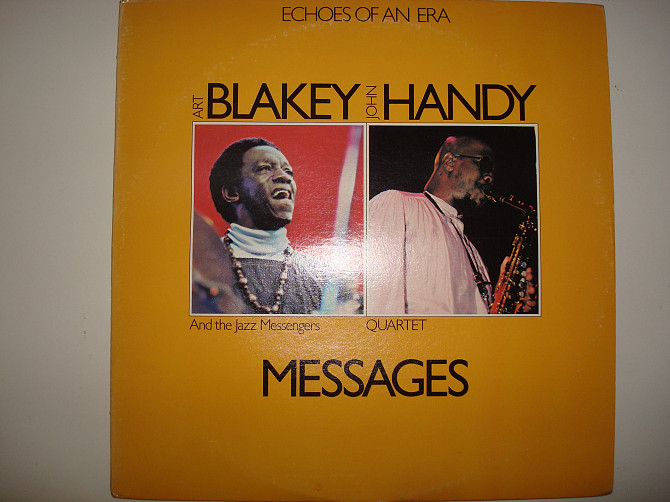 ECHOES OF AN ERA
ART BLAKEY JOHN HANDY
And the Jazz Messengers QUARTET
MESSAGES